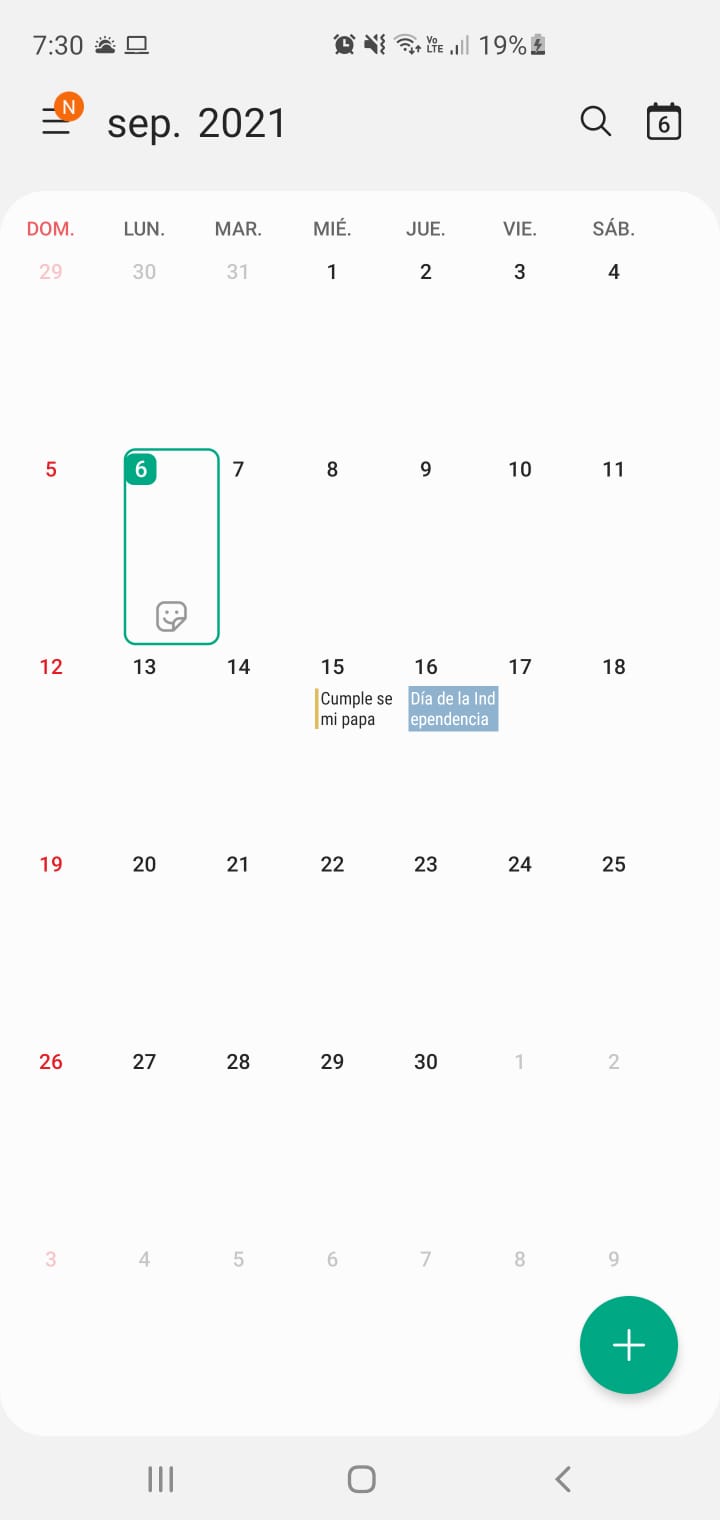 7:30 Vo LTE 19%
N
sep. 2021 6
DOM. LUN. MAR. MIÉ. JUE. VIE. SÁB.
29 30 31 1 2 3 4
5 6 7 8 9 10 11
12 13 14 15 16 17 18
Cumple se Día de la Ind
mi papa ependencia
19 20 21 22 23 24 25
26 27 28 29 30 1 2
3 4 5 6 7 8 9